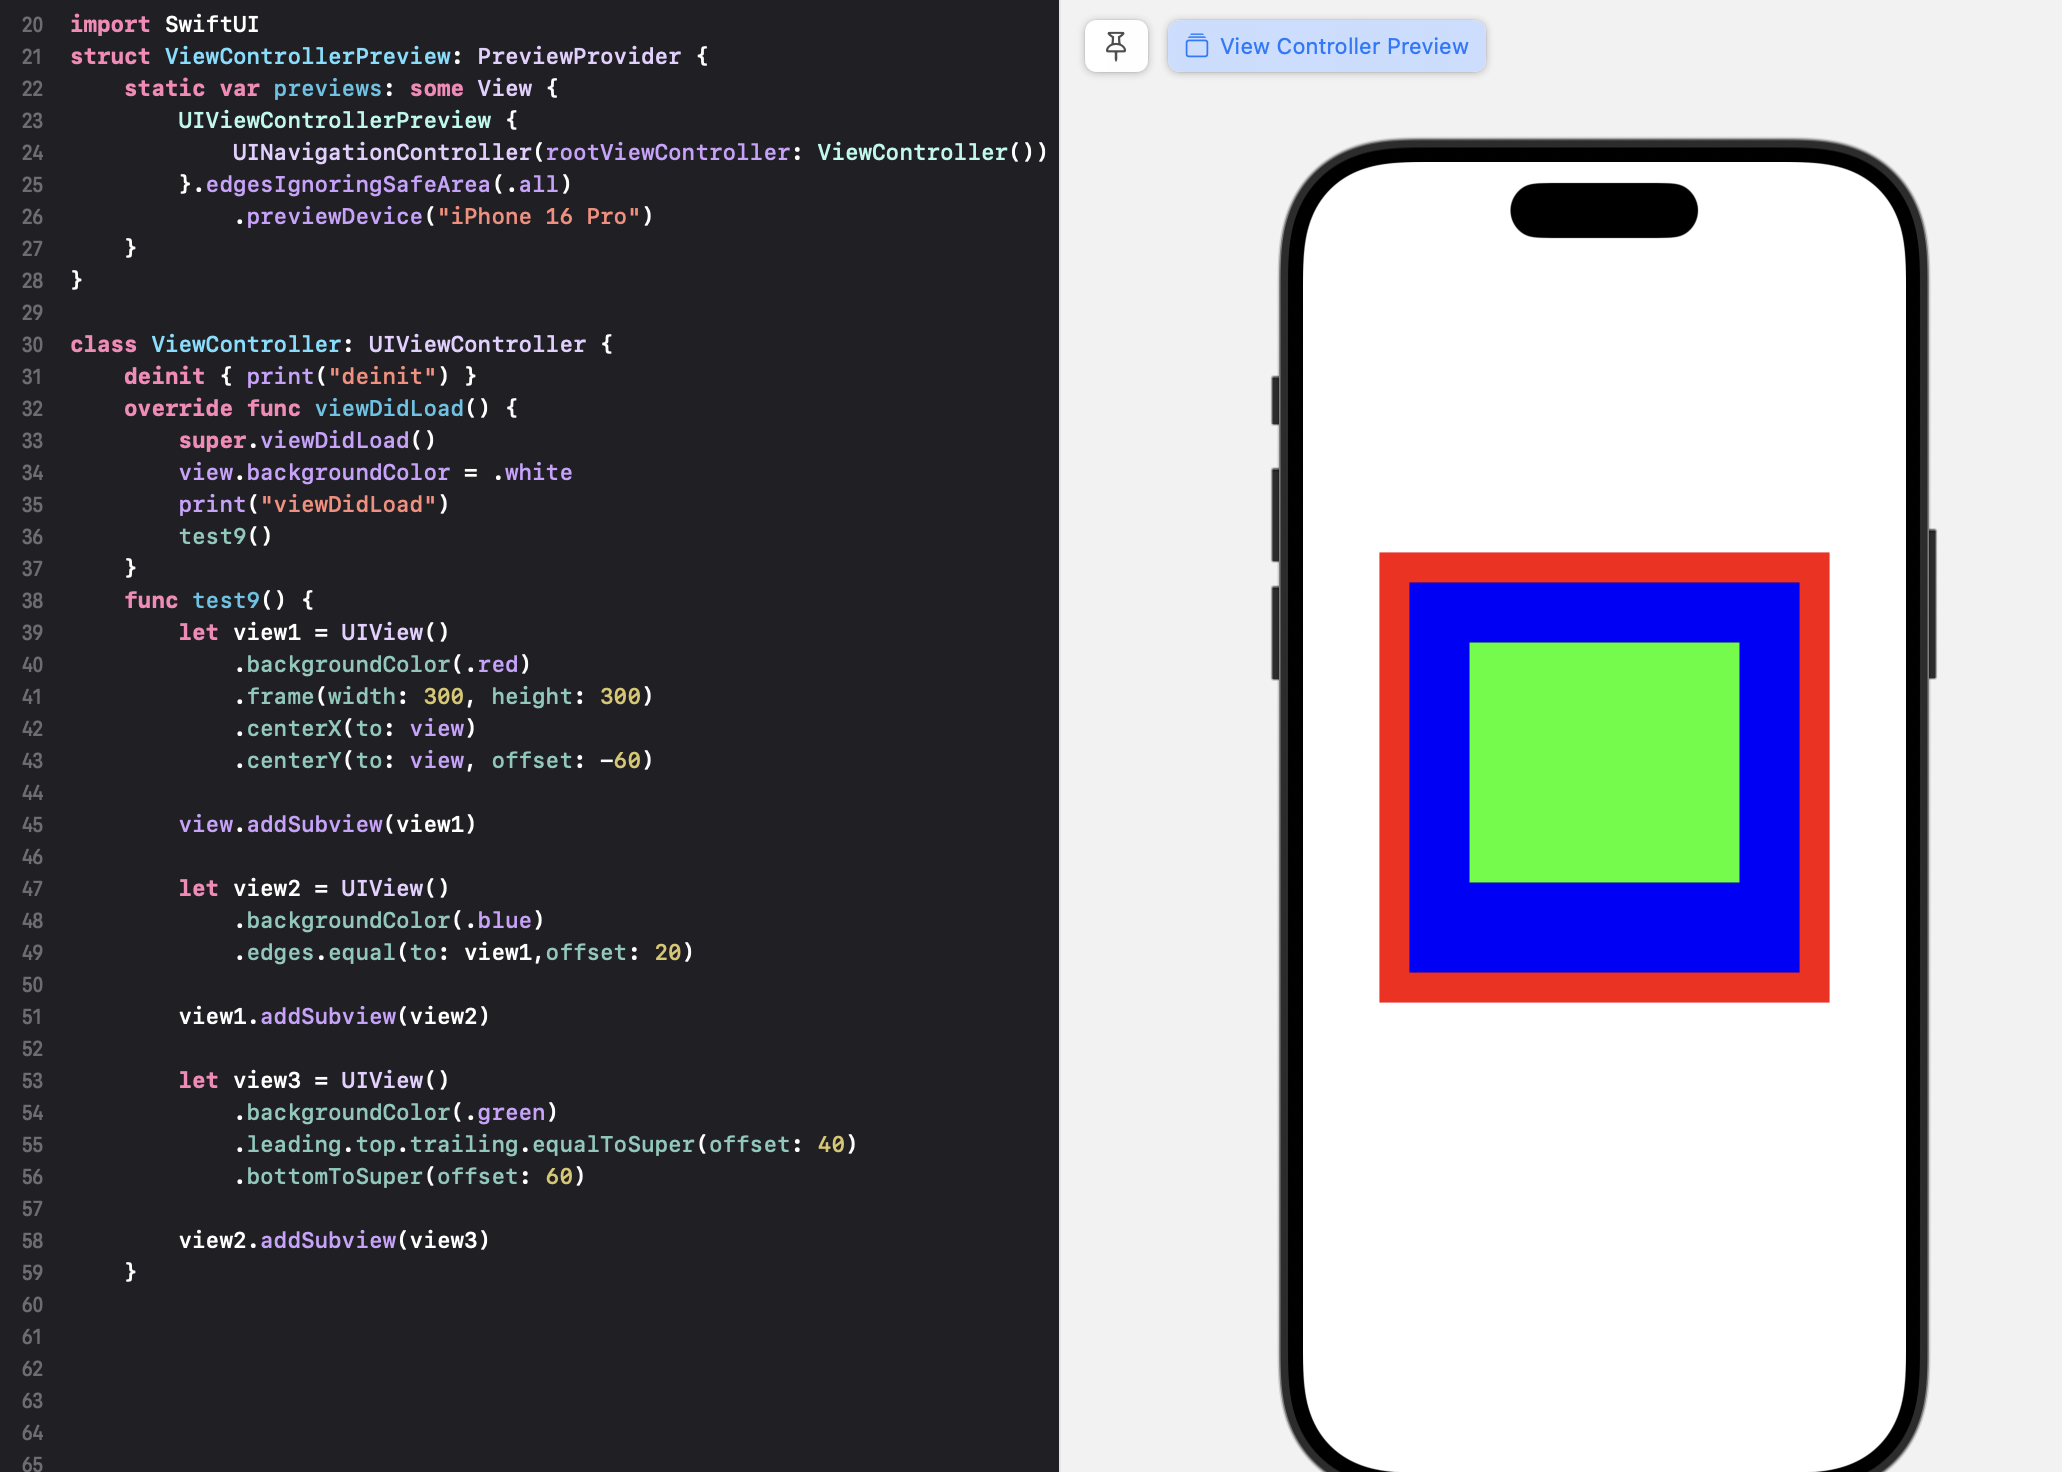 20 import SwiftUI
21 struct ViewControllerPreview: PreviewProvider {
22     static var previews: some View {
23         UIViewControllerPreview {
24             UINavigationController(rootViewController: ViewController())
25         }.edgesIgnoringSafeArea(.all)
26             .previewDevice("iPhone 16 Pro")
27     }
28 }
29
30 class ViewController: UIViewController {
31     deinit { print("deinit") }
32     override func viewDidLoad() {
33         super.viewDidLoad()
34         view.backgroundColor = .white
35         print("viewDidLoad")
36         test9()
37     }
38     func test9() {
39         let view1 = UIView()
40             .backgroundColor(.red)
41             .frame(width: 300, height: 300)
42             .centerX(to: view)
43             .centerY(to: view, offset: -60)
44
45         view.addSubview(view1)
46
47         let view2 = UIView()
48             .backgroundColor(.blue)
49             .edges.equal(to: view1,offset: 20)
50
51         view1.addSubview(view2)
52
53         let view3 = UIView()
54             .backgroundColor(.green)
55             .leading.top.trailing.equalToSuper(offset: 40)
56             .bottomToSuper(offset: 60)
57
58         view2.addSubview(view3)
59     }
60
61
62
63
64
65
View Controller Preview